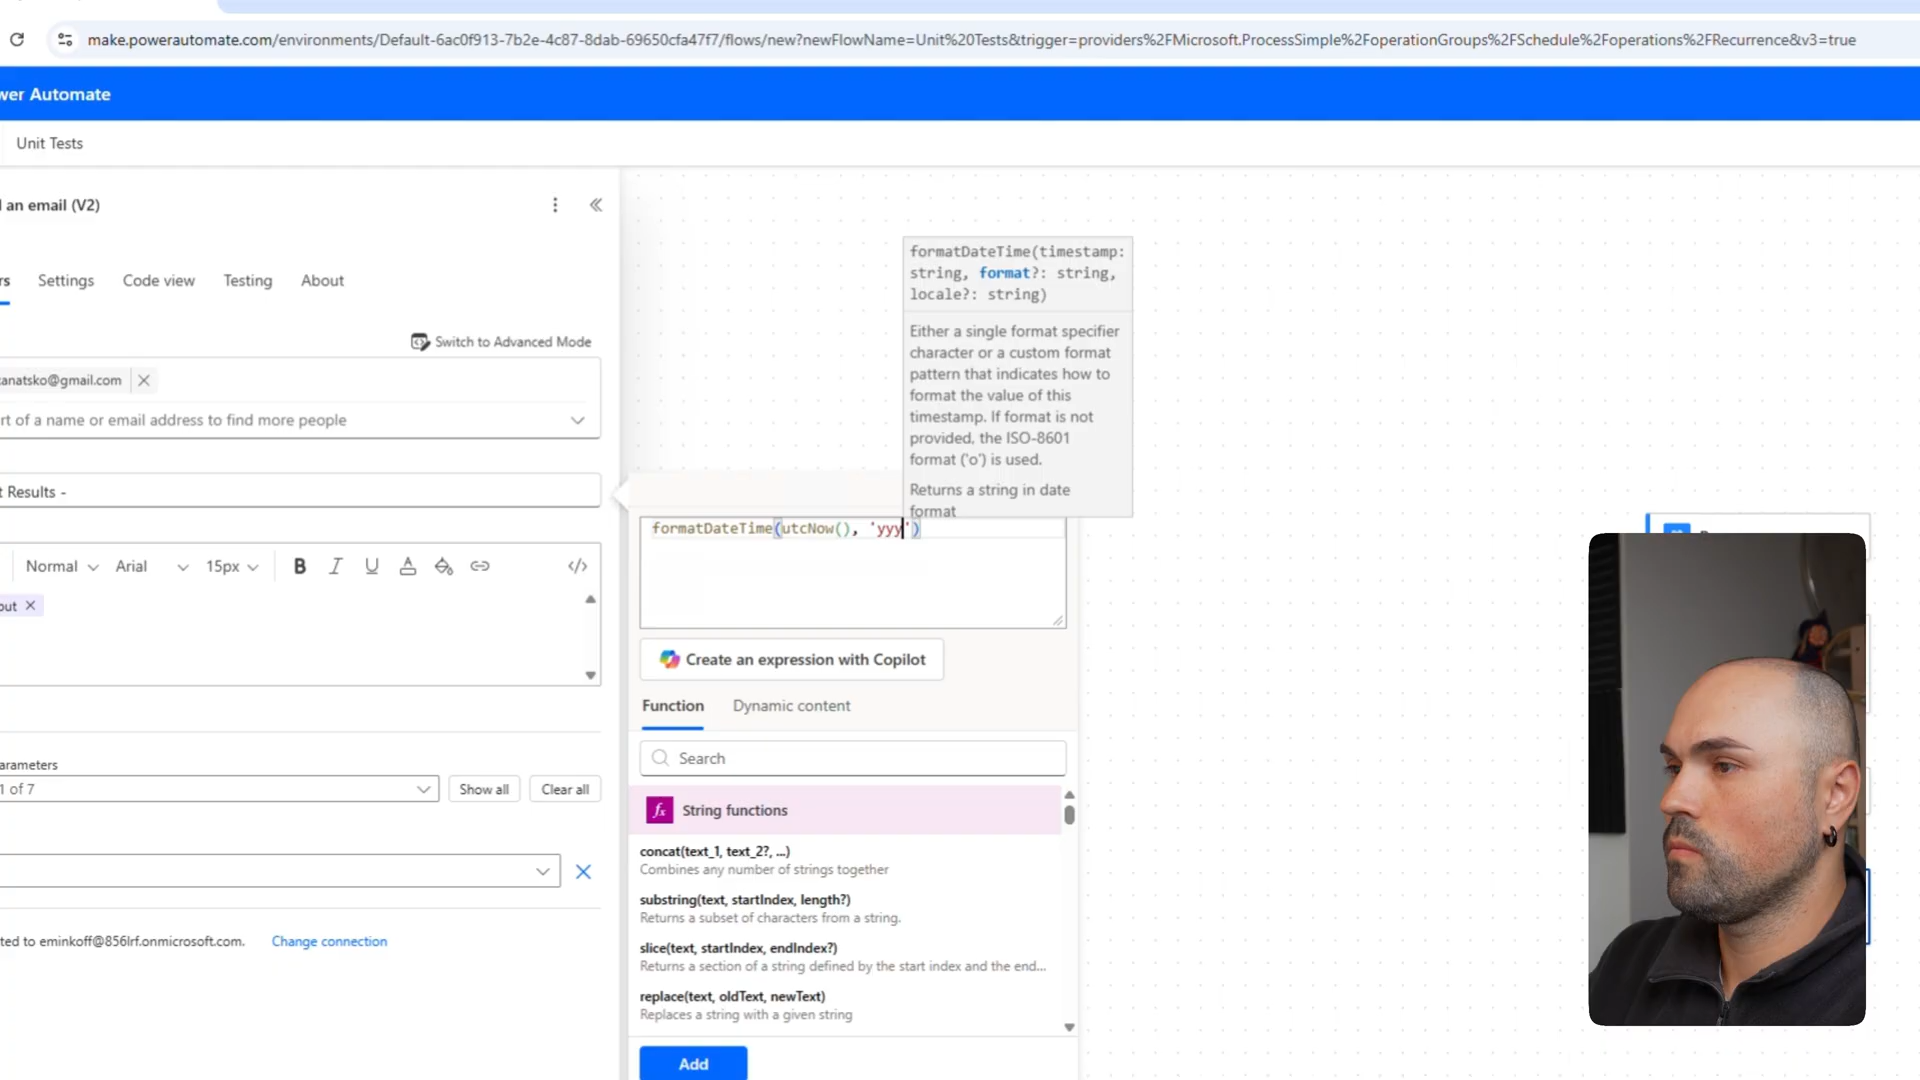 make.powerautomate.com/environments/Default-6ac0f913-7b2e-4c87-8dab-69650cfa47f7/flows/new?newFlowName=Unit%20Tests&trigger=providers%2FMicrosoft.ProcessSimple%2FoperationGroups%2FSchedule%2Foperations%2FRecurrence&v3=true
wer Automate
Unit Tests
l an email (V2)
rs Settings Code view Testing About
Switch to Advanced Mode
anatsko@gmail.com
rt of a name or email address to find more people
t Results -
Normal Arial 15px B I U A </>
out
arameters
1 of 7 Show all Clear all
ted to eminkoff@856lrf.onmicrosoft.com. Change connection
formatDateTime(timestamp:
string, format?: string,
locale?: string)
Either a single format specifier
character or a custom format
pattern that indicates how to
format the value of this
timestamp. If format is not
provided, the ISO-8601
format ('o') is used.
Returns a string in date
format
formatDateTime(utcNow(), 'yyy')
Create an expression with Copilot
Function Dynamic content
Search
fx String functions
concat(text_1, text_2?, ...)
Combines any number of strings together
substring(text, startIndex, length?)
Returns a subset of characters from a string.
slice(text, startIndex, endIndex?)
Returns a section of a string defined by the start index and the end...
replace(text, oldText, newText)
Replaces a string with a given string
Add